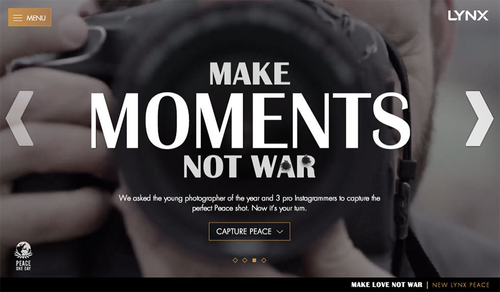 MENU
LYNX
MAKE
MOMENTS
NOT WAR
We asked the young photographer of the year and 3 pro Instagrammers to capture the
perfect Peace shot. Now it's your turn.
CAPTURE PEACE
PEACE
ONE DAY
MAKE LOVE NOT WAR | NEW LYNX PEACE